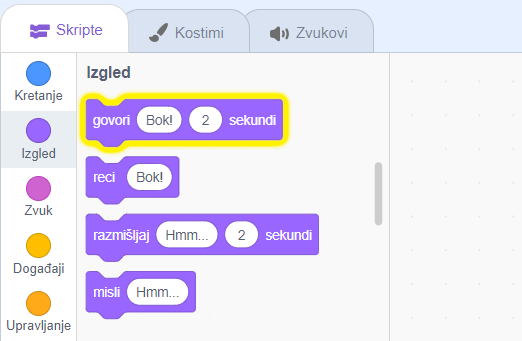 Skripte Kostimi Zvukovi
Kretanje
Izgled
Zvuk
Događaji
Upravljanje
Izgled
govori Bok! 2 sekundi
reci Bok!
razmišljaj Hmm... 2 sekundi
misli Hmm...